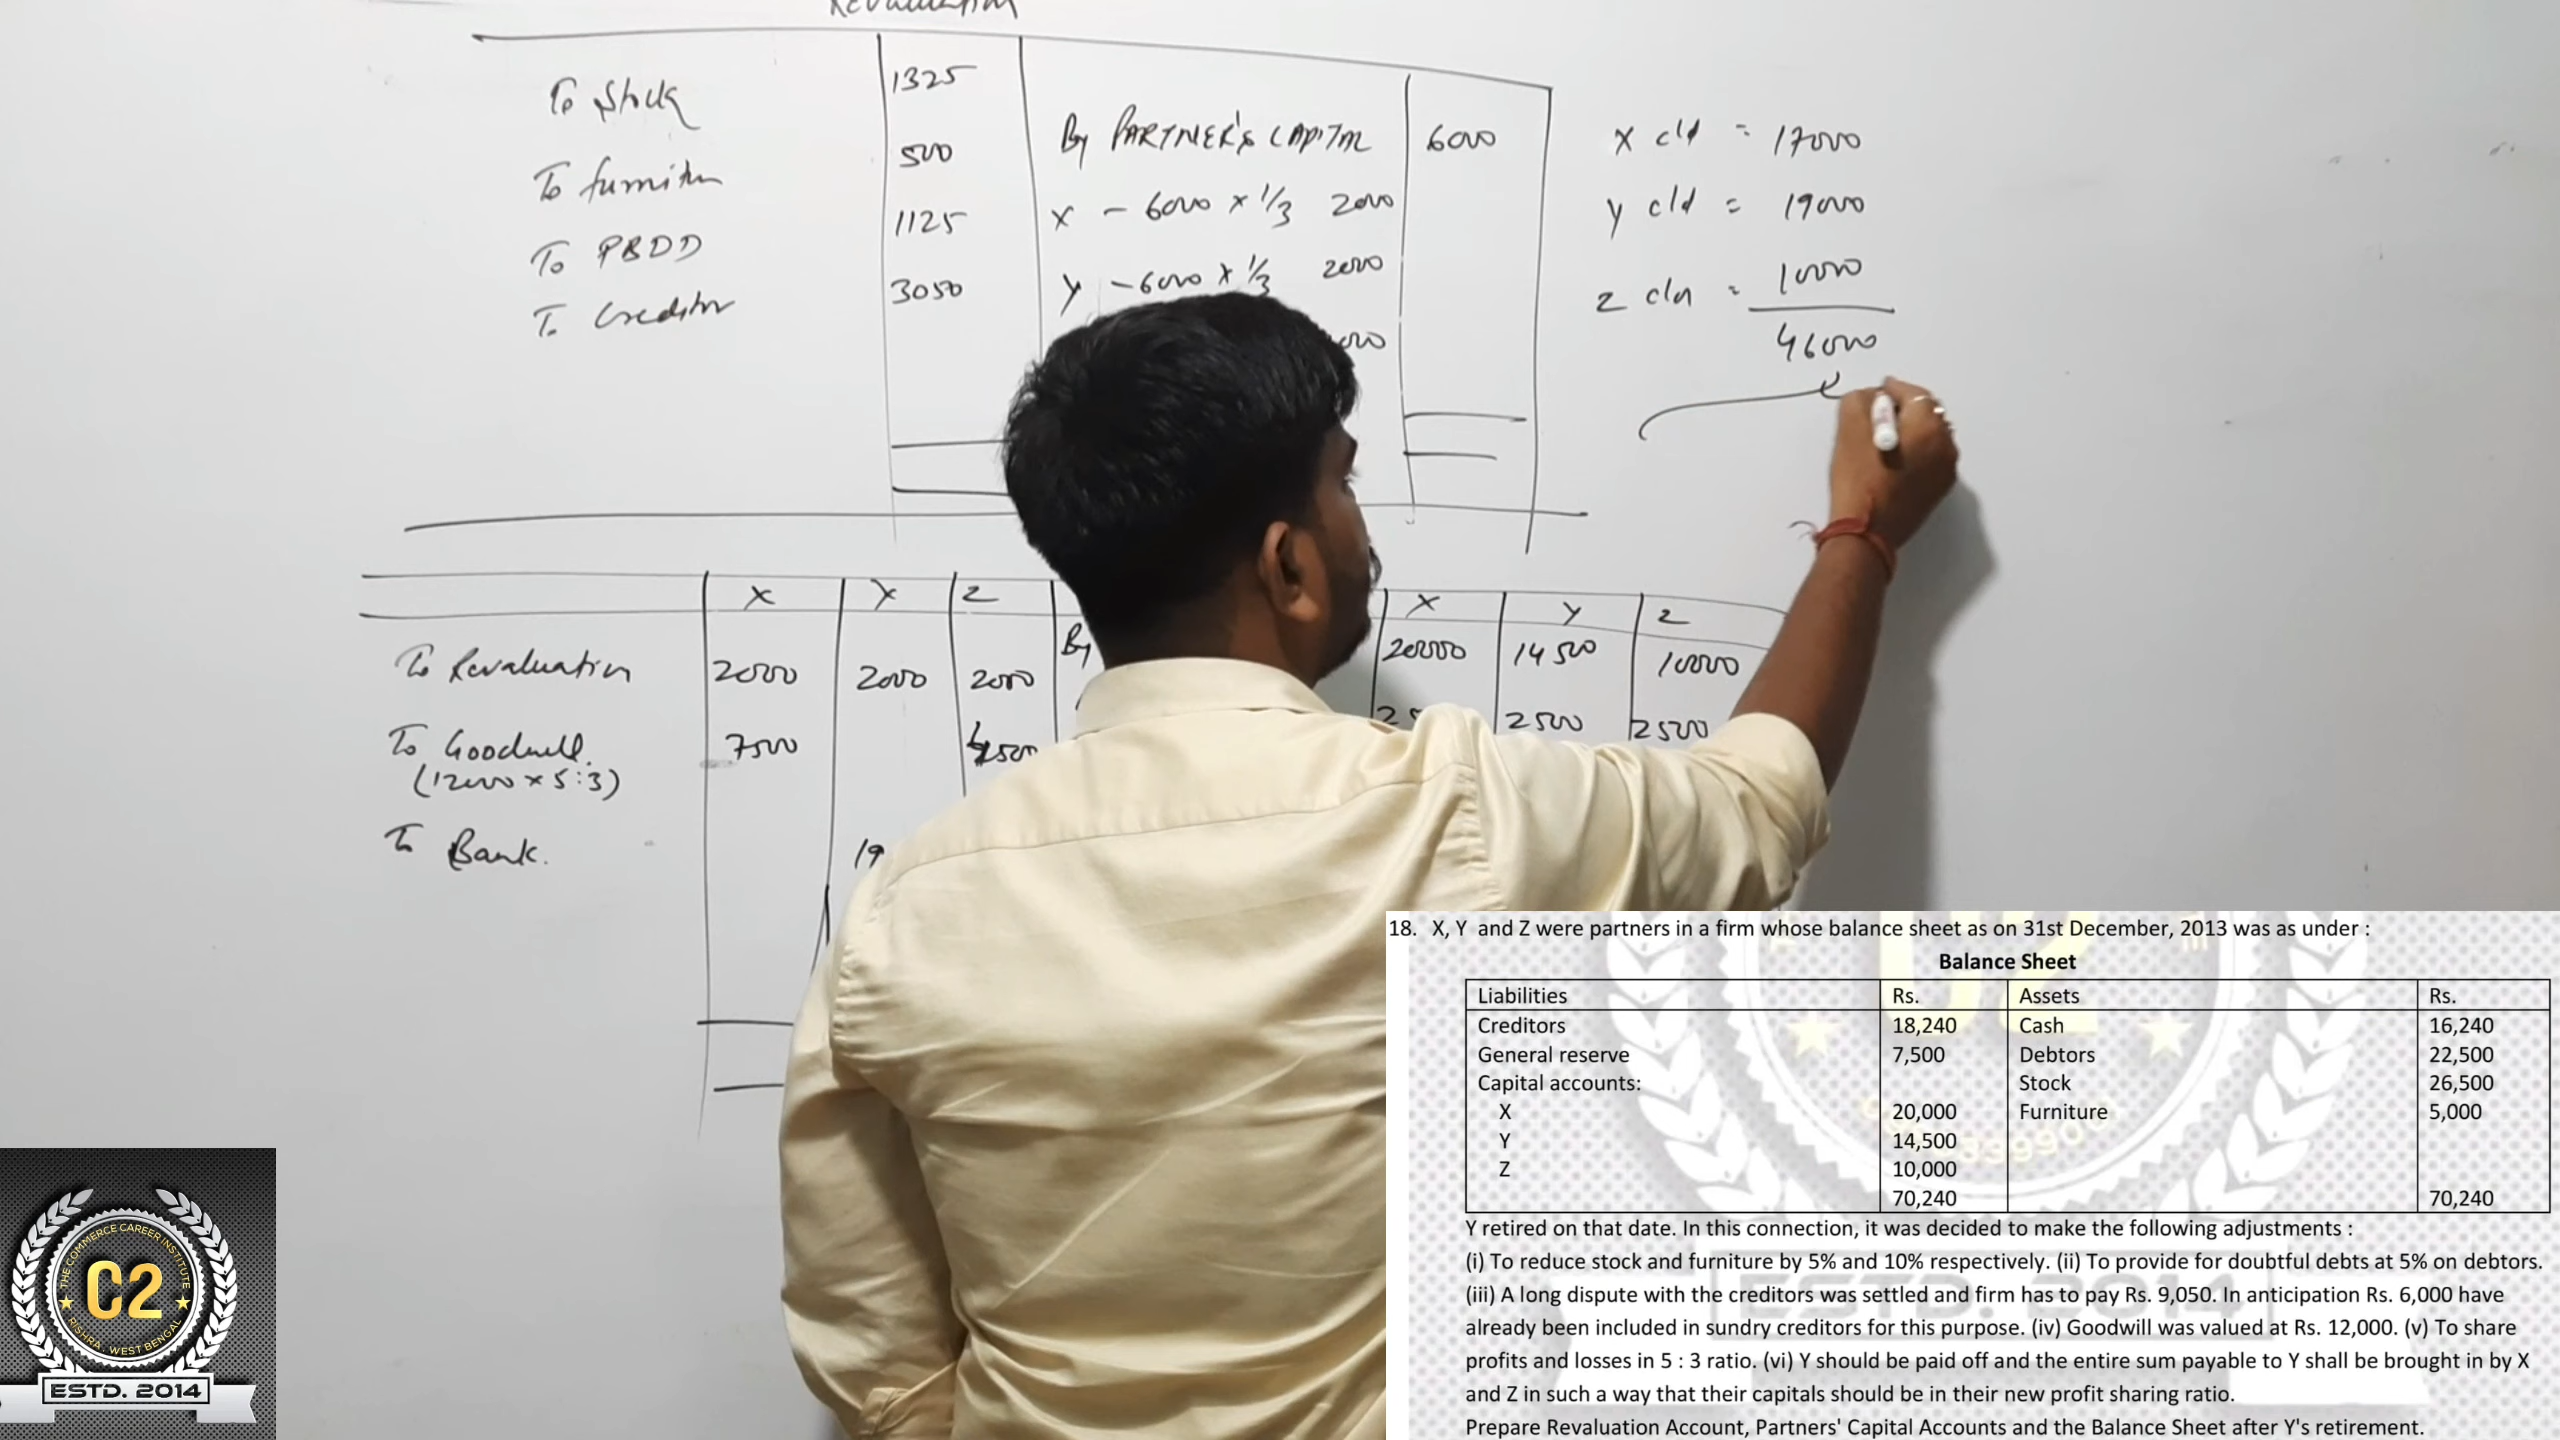 Revaluation
To Stock 1325
To furniture 500
To PBDD 1125
To Creditor 3050
By PARTNER'S CAPITAL 6000
X - 6000 x 1/3 2000
Y - 6000 x 1/3 2000
X cld = 17000
Y cld = 19000
Z cld = 10000
46000
X Y Z X Y Z
To Revaluation 2000 2000 2000 By 20000 14500 10000
To Goodwill. 7500 4500 2500 2500
(12000 x 5:3)
To Bank. 19
18. X, Y and Z were partners in a firm whose balance sheet as on 31st December, 2013 was as under :
Balance Sheet
Liabilities Rs. Assets Rs.
Creditors 18,240 Cash 16,240
General reserve 7,500 Debtors 22,500
Capital accounts: Stock 26,500
X 20,000 Furniture 5,000
Y 14,500
Z 10,000
70,240 70,240
Y retired on that date. In this connection, it was decided to make the following adjustments :
(i) To reduce stock and furniture by 5% and 10% respectively. (ii) To provide for doubtful debts at 5% on debtors.
(iii) A long dispute with the creditors was settled and firm has to pay Rs. 9,050. In anticipation Rs. 6,000 have
already been included in sundry creditors for this purpose. (iv) Goodwill was valued at Rs. 12,000. (v) To share
profits and losses in 5 : 3 ratio. (vi) Y should be paid off and the entire sum payable to Y shall be brought in by X
and Z in such a way that their capitals should be in their new profit sharing ratio.
Prepare Revaluation Account, Partners' Capital Accounts and the Balance Sheet after Y's retirement.
THE COMMERCE CAREER INSTITUTE
C2
RISHRA, WEST BENGAL
ESTD. 2014